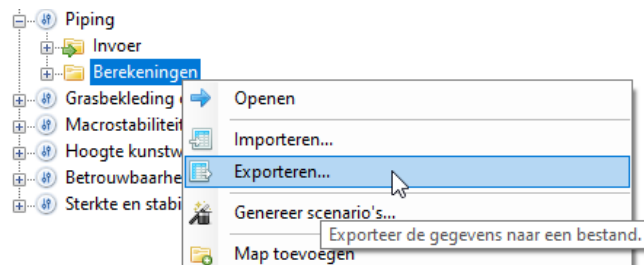 Piping
Invoer
Berekeningen
Grasbekleding
Openen
Macrostabiliteit
Importeren...
Hoogte kunstw
Exporteren...
Betrouwbaarhe
Sterkte en stabi
Genereer scenario's...
Exporteer de gegevens naar een bestand.
Map toevoegen